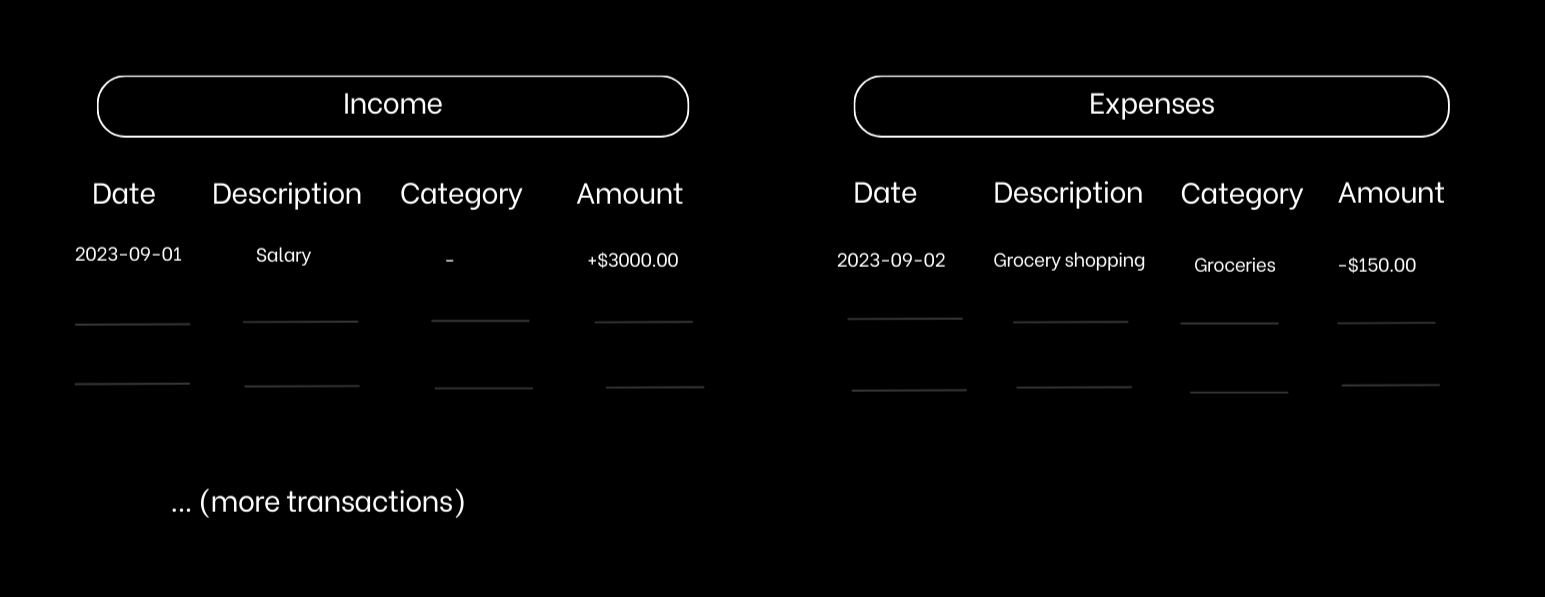 Income
Date Description Category Amount
2023-09-01 Salary - +$3000.00
... (more transactions)
Expenses
Date Description Category Amount
2023-09-02 Grocery shopping Groceries -$150.00